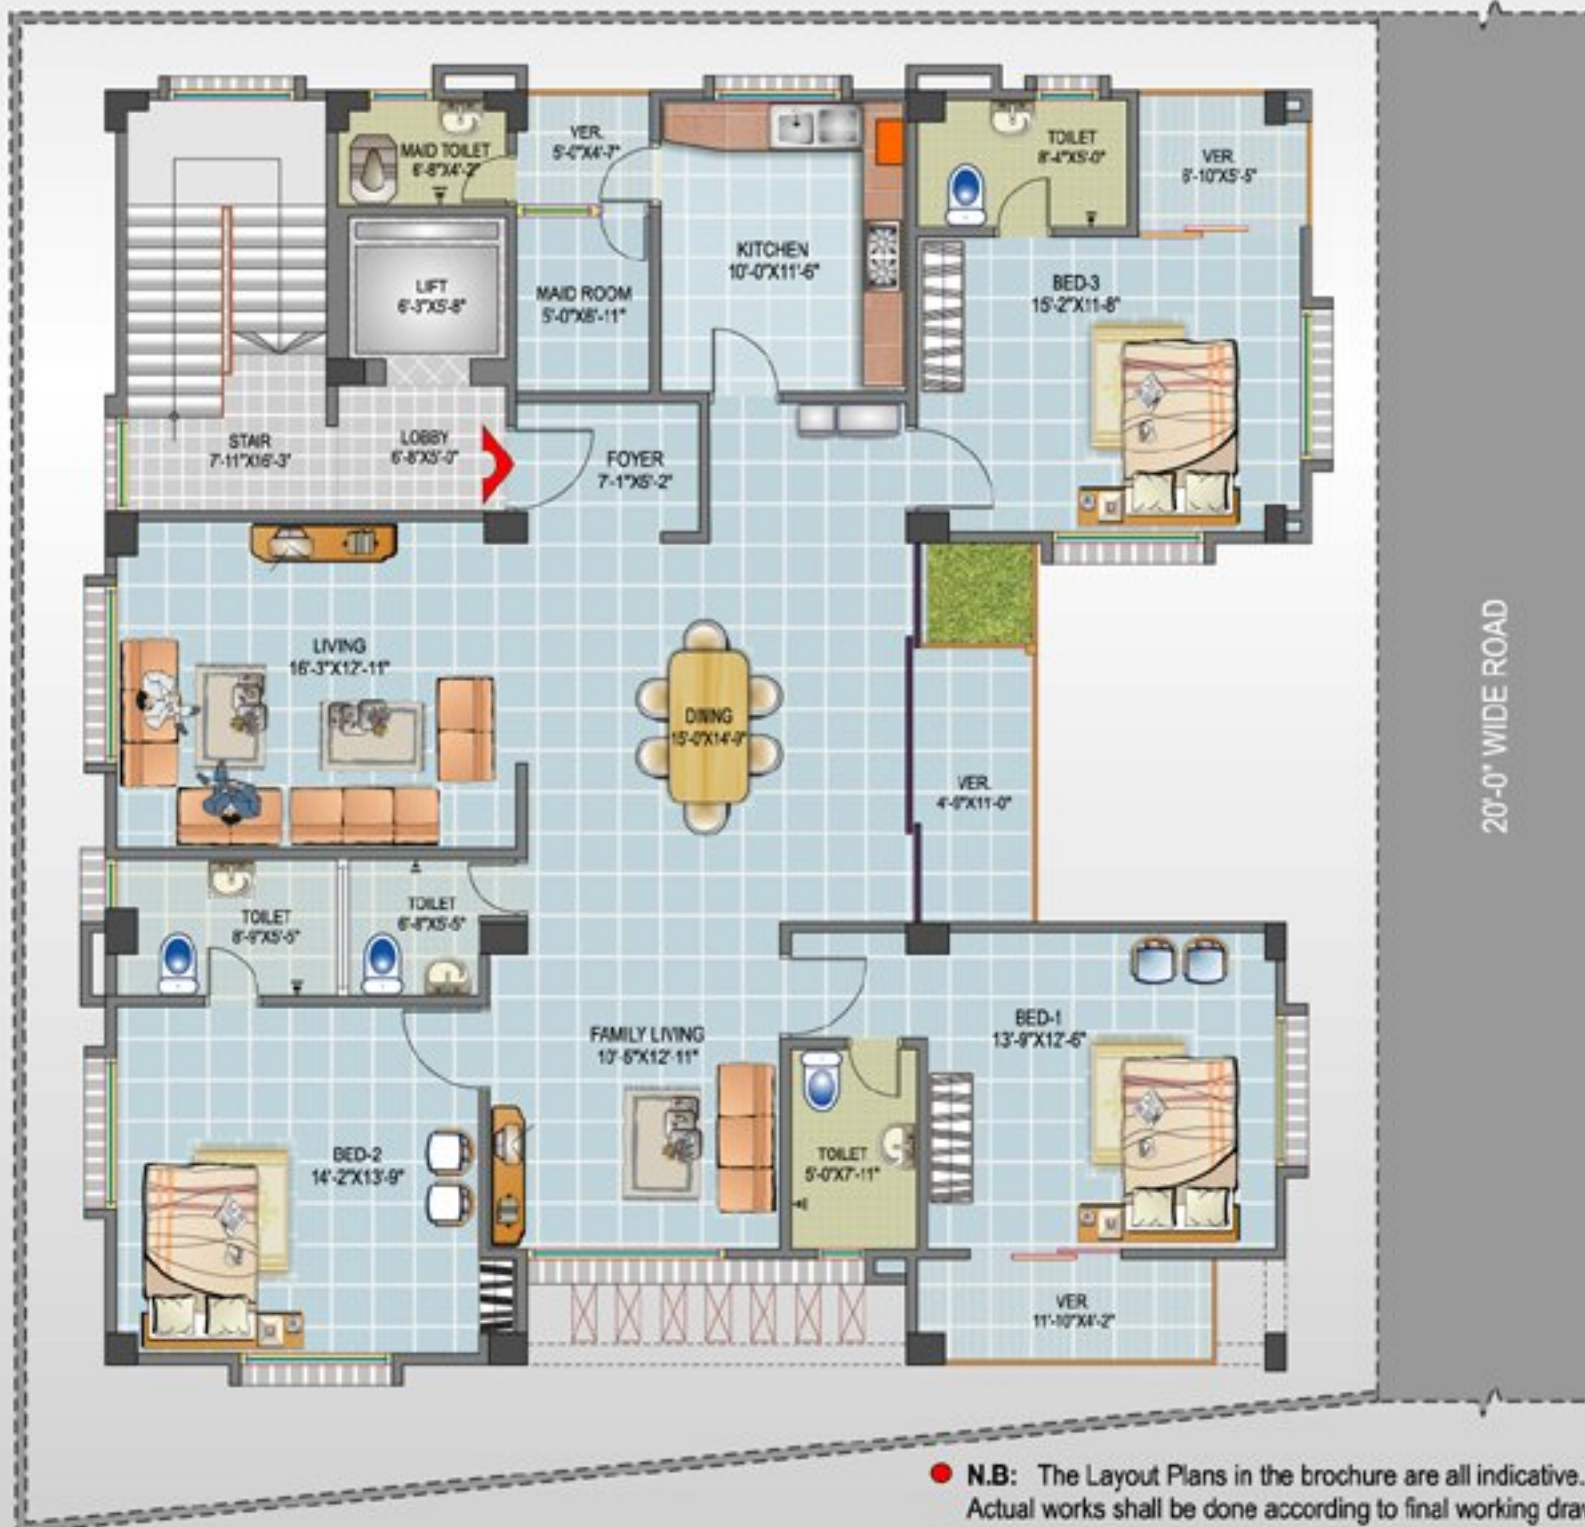 MAID TOILET
6'-8"X4'-2"
VER.
5'-0"X4'-7"
TOILET
8'-4"X5'-0"
VER.
6'-10"X5'-5"
LIFT
6'-3"X5'-8"
MAID ROOM
5'-0"X6'-11"
KITCHEN
10'-0"X11'-6"
BED-3
15'-2"X11'-8"
STAIR
7'-11"X16'-3"
LOBBY
6'-8"X5'-0"
FOYER
7'-1"X5'-2"
LIVING
16'-3"X12'-11"
DINING
15'-0"X14'-9"
VER.
4'-9"X11'-0"
20'-0" WIDE ROAD
TOILET
8'-9"X5'-5"
TOILET
6'-8"X5'-5"
FAMILY LIVING
10'-5"X12'-11"
BED-1
13'-9"X12'-6"
BED-2
14'-2"X13'-9"
TOILET
5'-0"X7'-11"
VER.
11'-10"X4'-2"
N.B: The Layout Plans in the brochure are all indicative.
Actual works shall be done according to final working